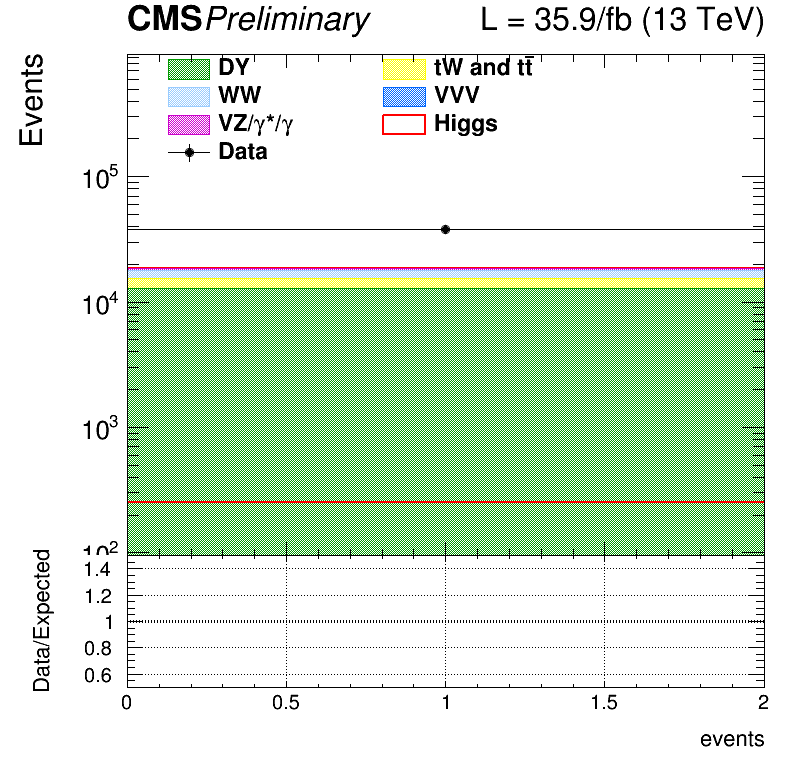 CMS Preliminary L = 35.9/fb (13 TeV)
Events
DY tW and tt̄
WW VVV
VZ/γ*/γ Higgs
Data
10⁵
10⁴
10³
10²
Data/Expected
1.4
1.2
1
0.8
0.6
0 0.5 1 1.5 2
events